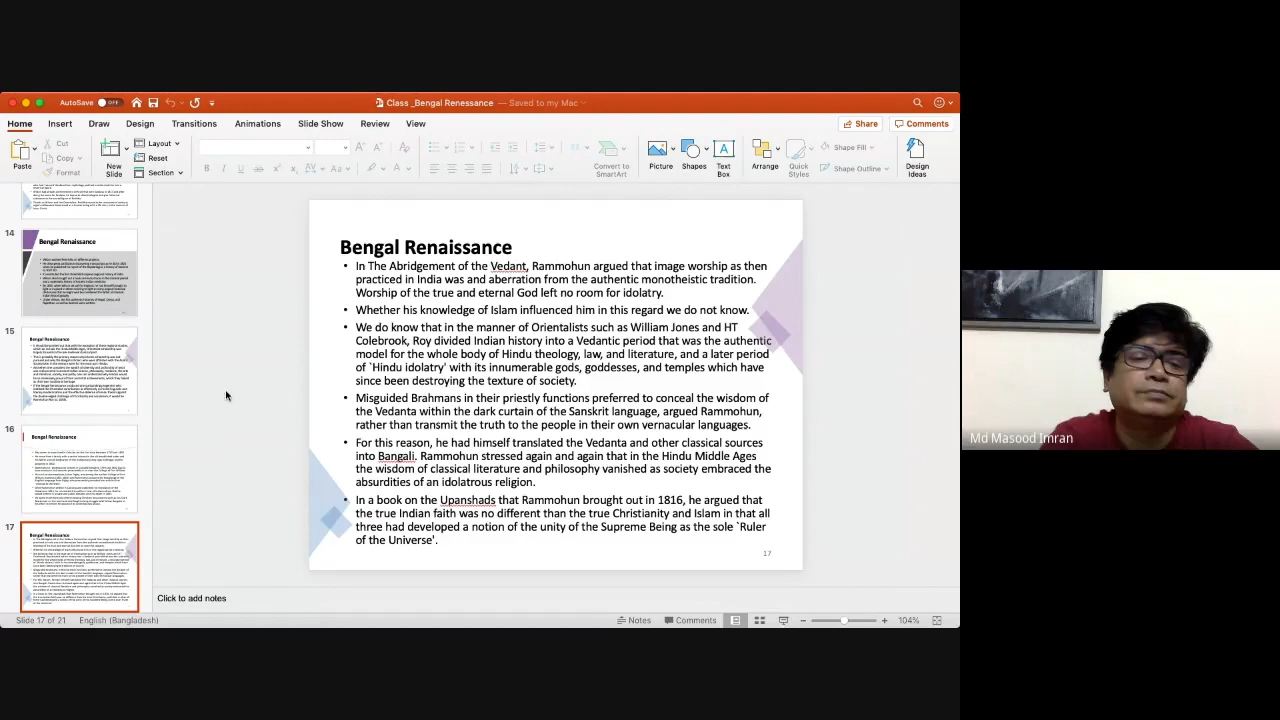 AutoSave OFF
Class _Bengal Renessance — Saved to my Mac
Home Insert Draw Design Transitions Animations Slide Show Review View
Share Comments
Paste Cut Copy Format
New Slide Layout Reset Section
Convert to SmartArt
Picture Shapes Text Box
Arrange Quick Styles Shape Fill Shape Outline
Design Ideas
14
Bengal Renaissance
15
Bengal Renaissance
16
Bengal Renaissance
17
Bengal Renaissance
Bengal Renaissance
• In The Abridgement of the Vedant, Rammohun argued that image worship as then
practiced in India was and aberration from the authentic monotheistic tradition.
Worship of the true and eternal God left no room for idolatry.
• Whether his knowledge of Islam influenced him in this regard we do not know.
• We do know that in the manner of Orientalists such as William Jones and HT
Colebrook, Roy divided Indian history into a Vedantic period that was the authentic
model for the whole body of Hindu theology, law, and literature, and a later period
of `Hindu idolatry' with its innumerable gods, goddesses, and temples which have
since been destroying the texture of society.
• Misguided Brahmans in their priestly functions preferred to conceal the wisdom of
the Vedanta within the dark curtain of the Sanskrit language, argued Rammohun,
rather than transmit the truth to the people in their own vernacular languages.
• For this reason, he had himself translated the Vedanta and other classical sources
into Bangali. Rammohun stressed again and again that in the Hindu Middle Ages
the wisdom of classical literature and philosophy vanished as society embraced the
absurdities of an idolatrous religion.
• In a book on the Upanshads that Rammohun brought out in 1816, he argued that
the true Indian faith was no different than the true Christianity and Islam in that all
three had developed a notion of the unity of the Supreme Being as the sole `Ruler
of the Universe'.
17
Click to add notes
Slide 17 of 21 English (Bangladesh) Notes Comments 104%
Md Masood Imran